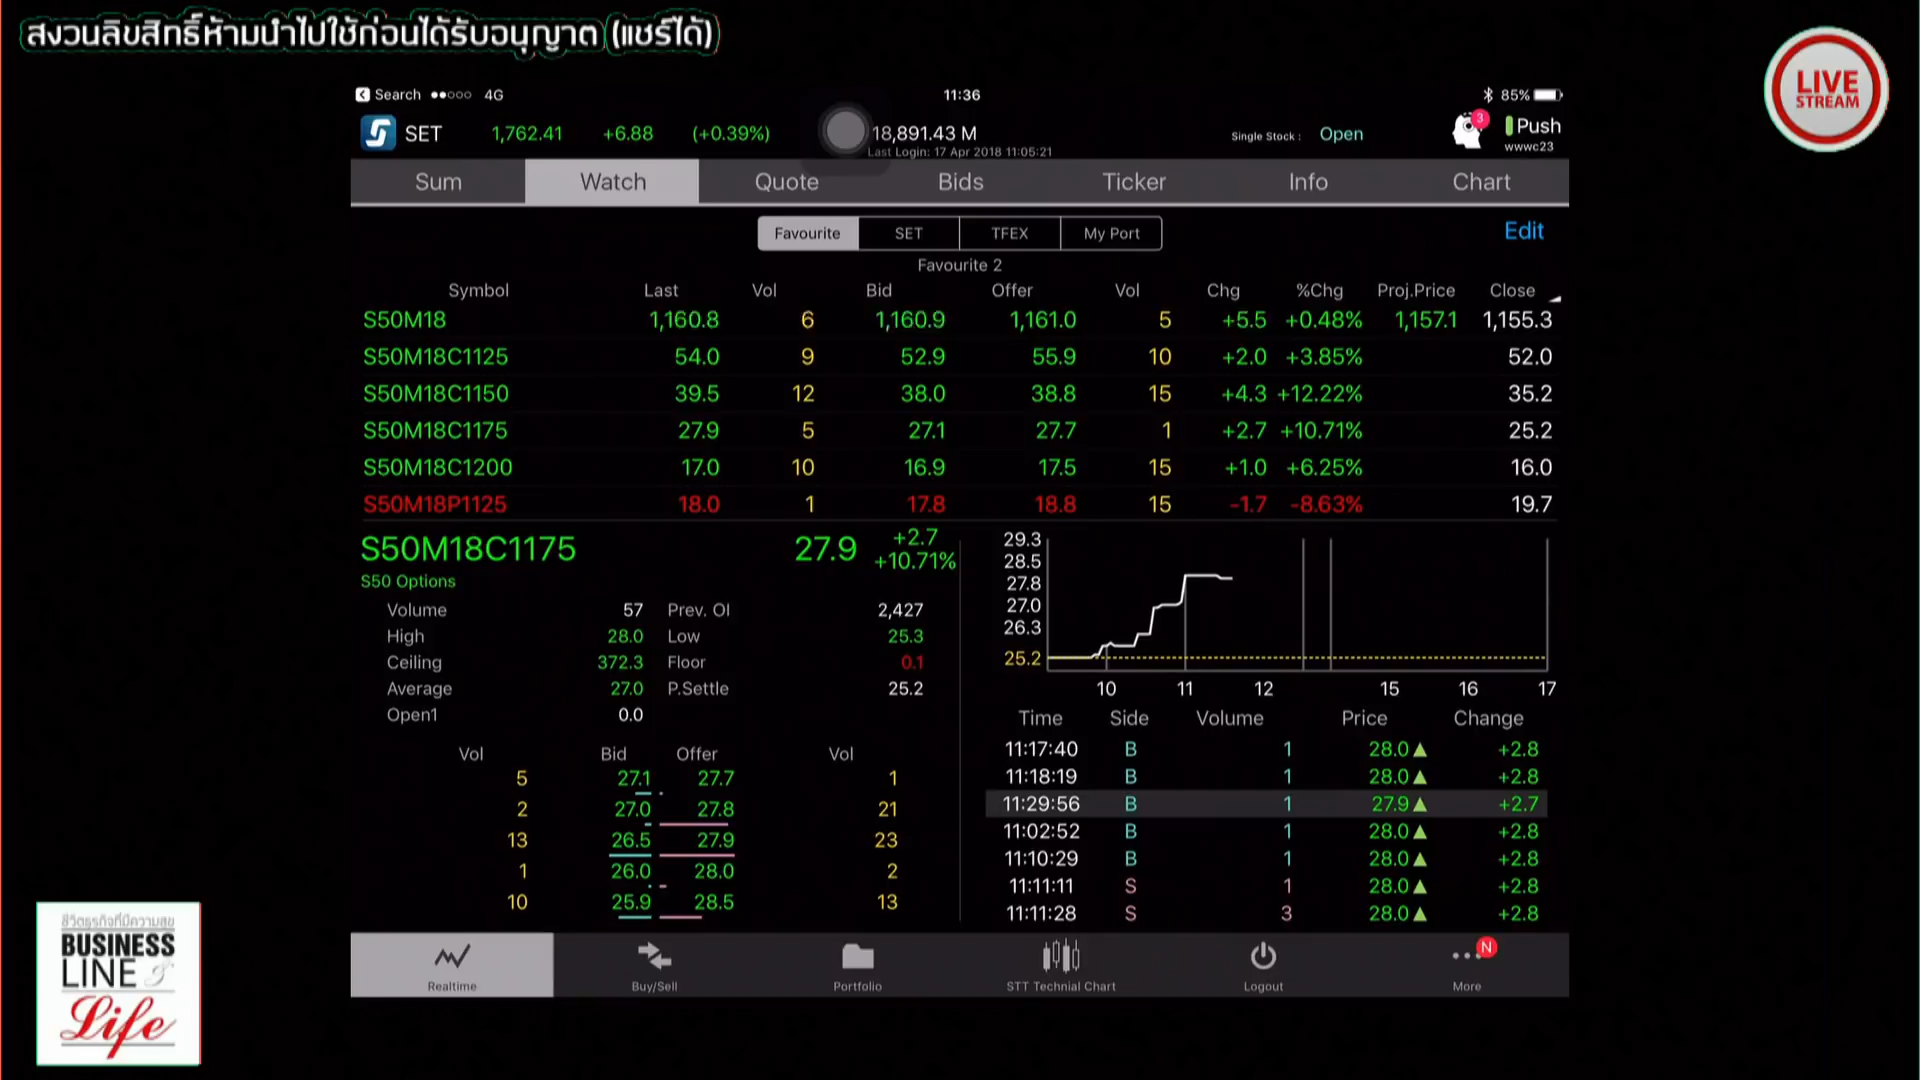 สงวนลิขสิทธิ์ห้ามนำไปใช้ก่อนได้รับอนุญาต (แชร์ได้)
LIVE
STREAM
Search 4G 11:36 85%
SET 1,762.41 +6.88 (+0.39%) 18,891.43 M Single Stock : Open 3 Push
Last Login: 17 Apr 2018 11:05:21 wwwc23
Sum Watch Quote Bids Ticker Info Chart
Favourite SET TFEX My Port Edit
Favourite 2
Symbol Last Vol Bid Offer Vol Chg %Chg Proj.Price Close
S50M18 1,160.8 6 1,160.9 1,161.0 5 +5.5 +0.48% 1,157.1 1,155.3
S50M18C1125 54.0 9 52.9 55.9 10 +2.0 +3.85% 52.0
S50M18C1150 39.5 12 38.0 38.8 15 +4.3 +12.22% 35.2
S50M18C1175 27.9 5 27.1 27.7 1 +2.7 +10.71% 25.2
S50M18C1200 17.0 10 16.9 17.5 15 +1.0 +6.25% 16.0
S50M18P1125 18.0 1 17.8 18.8 15 -1.7 -8.63% 19.7
S50M18C1175 27.9 +2.7
+10.71%
S50 Options
Volume 57 Prev. OI 2,427
High 28.0 Low 25.3
Ceiling 372.3 Floor 0.1
Average 27.0 P.Settle 25.2
Open1 0.0
Vol Bid Offer Vol
5 27.1 27.7 1
2 27.0 27.8 21
13 26.5 27.9 23
1 26.0 28.0 2
10 25.9 28.5 13
29.3
28.5
27.8
27.0
26.3
25.2
10 11 12 15 16 17
Time Side Volume Price Change
11:17:40 B 1 28.0▲ +2.8
11:18:19 B 1 28.0▲ +2.8
11:29:56 B 1 27.9▲ +2.7
11:02:52 B 1 28.0▲ +2.8
11:10:29 B 1 28.0▲ +2.8
11:11:11 S 1 28.0▲ +2.8
11:11:28 S 3 28.0▲ +2.8
Realtime Buy/Sell Portfolio STT Technial Chart Logout More N
ชีวิตธุรกิจที่มีความสุข
BUSINESS
LINE &
Life